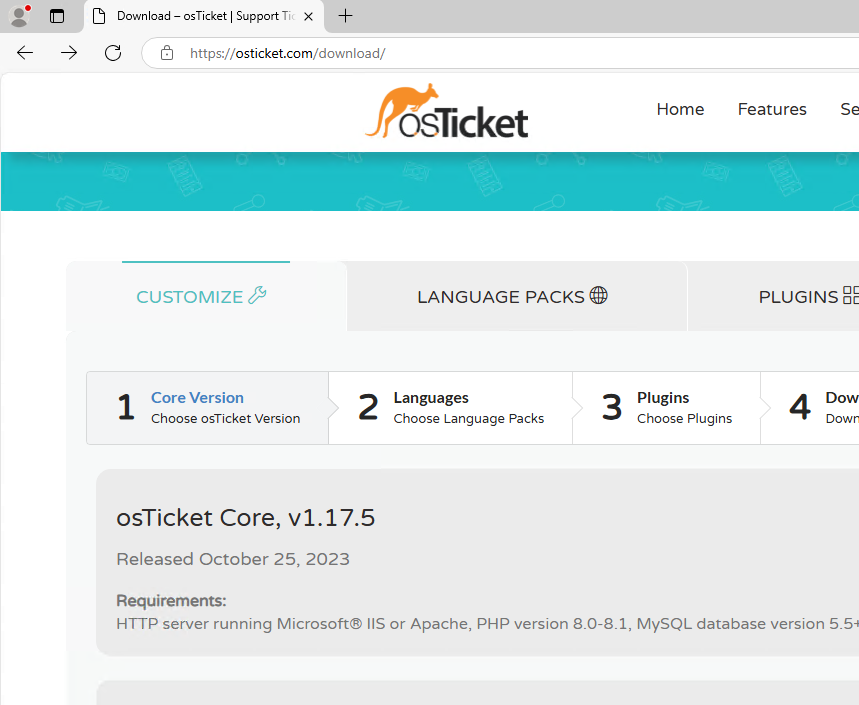 Download – osTicket | Support Tic
https://osticket.com/download/
osTicket
Home Features Se
CUSTOMIZE LANGUAGE PACKS PLUGINS
1 Core Version
Choose osTicket Version
2 Languages
Choose Language Packs
3 Plugins
Choose Plugins
4 Dow
Down
osTicket Core, v1.17.5
Released October 25, 2023
Requirements:
HTTP server running Microsoft® IIS or Apache, PHP version 8.0-8.1, MySQL database version 5.5+